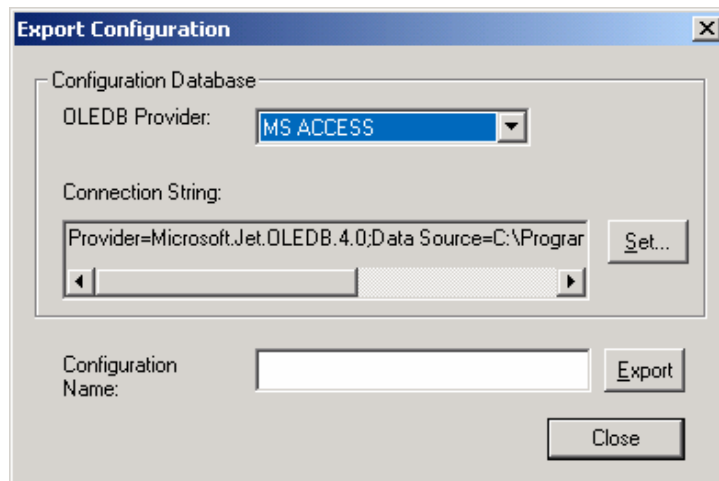 Export Configuration
Configuration Database
OLEDB Provider:
MS ACCESS
Connection String:
Provider=Microsoft.Jet.OLEDB.4.0;Data Source=C:\Progran
Set...
Configuration
Name:
Export
Close